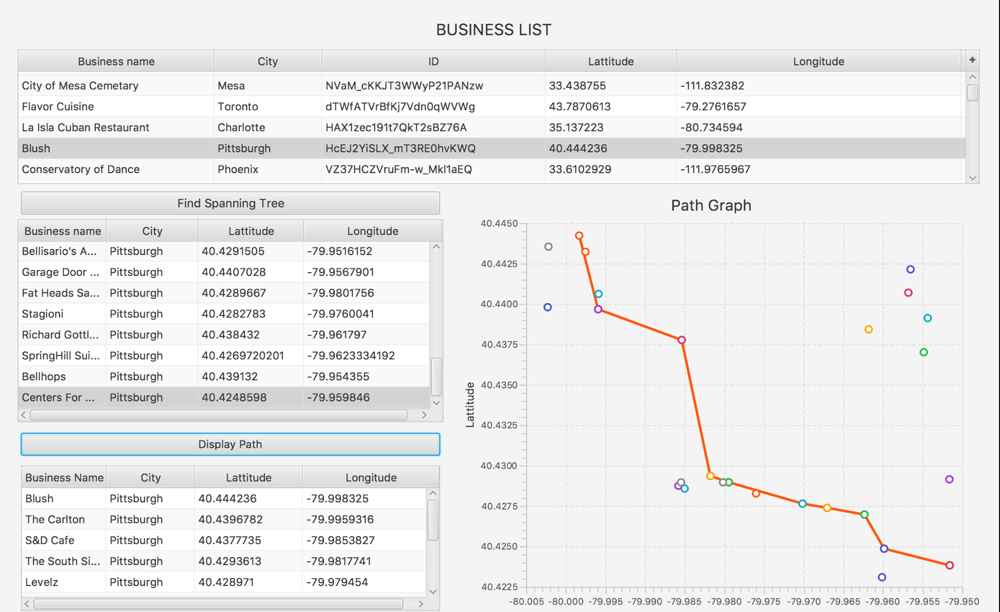 BUSINESS LIST
Business name City ID Lattitude Longitude +
City of Mesa Cemetary Mesa NVaM_cKKJT3WWyP21PANzw 33.438755 -111.832382
Flavor Cuisine Toronto dTWfATVrBfKj7Vdn0qWVWg 43.7870613 -79.2761657
La Isla Cuban Restaurant Charlotte HAX1zec191t7QkT2sBZ76A 35.137223 -80.734594
Blush Pittsburgh HcEJ2YiSLX_mT3RE0hvKWQ 40.444236 -79.998325
Conservatory of Dance Phoenix VZ37HCZVruFm-w_Mkl1aEQ 33.6102929 -111.9765967
Find Spanning Tree
Business name City Lattitude Longitude
Bellisario's A... Pittsburgh 40.4291505 -79.9516152
Garage Door ... Pittsburgh 40.4407028 -79.9567901
Fat Heads Sa... Pittsburgh 40.4289667 -79.9801756
Stagioni Pittsburgh 40.4282783 -79.9760041
Richard Gottl... Pittsburgh 40.438432 -79.961797
SpringHill Sui... Pittsburgh 40.4269720201 -79.9623334192
Bellhops Pittsburgh 40.439132 -79.954355
Centers For ... Pittsburgh 40.4248598 -79.959846
Display Path
Business Name City Lattitude Longitude
Blush Pittsburgh 40.444236 -79.998325
The Carlton Pittsburgh 40.4396782 -79.9959316
S&D Cafe Pittsburgh 40.4377735 -79.9853827
The South Si... Pittsburgh 40.4293613 -79.9817741
Levelz Pittsburgh 40.428971 -79.979454
Path Graph
Lattitude
40.4450
40.4425
40.4400
40.4375
40.4350
40.4325
40.4300
40.4275
40.4250
40.4225
-80.005 -80.000 -79.995 -79.990 -79.985 -79.980 -79.975 -79.970 -79.965 -79.960 -79.955 -79.950